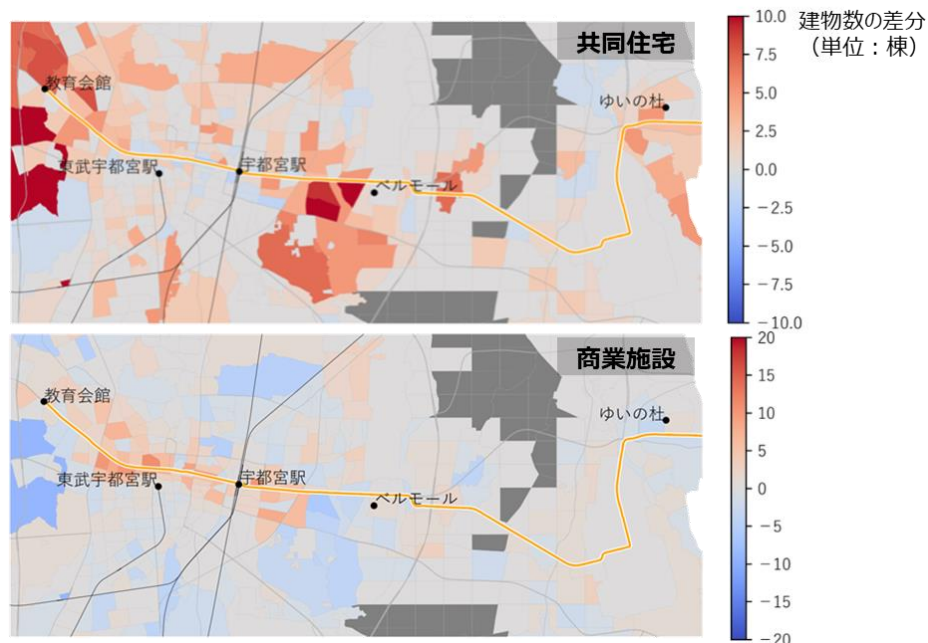 共同住宅
教育会館
東武宇都宮駅
宇都宮駅
ベルモール
ゆいの杜
10.0
7.5
5.0
2.5
0.0
−2.5
−5.0
−7.5
−10.0
建物数の差分
（単位：棟）
商業施設
教育会館
東武宇都宮駅
宇都宮駅
ベルモール
ゆいの杜
20
15
10
5
0
−5
−10
−15
−20